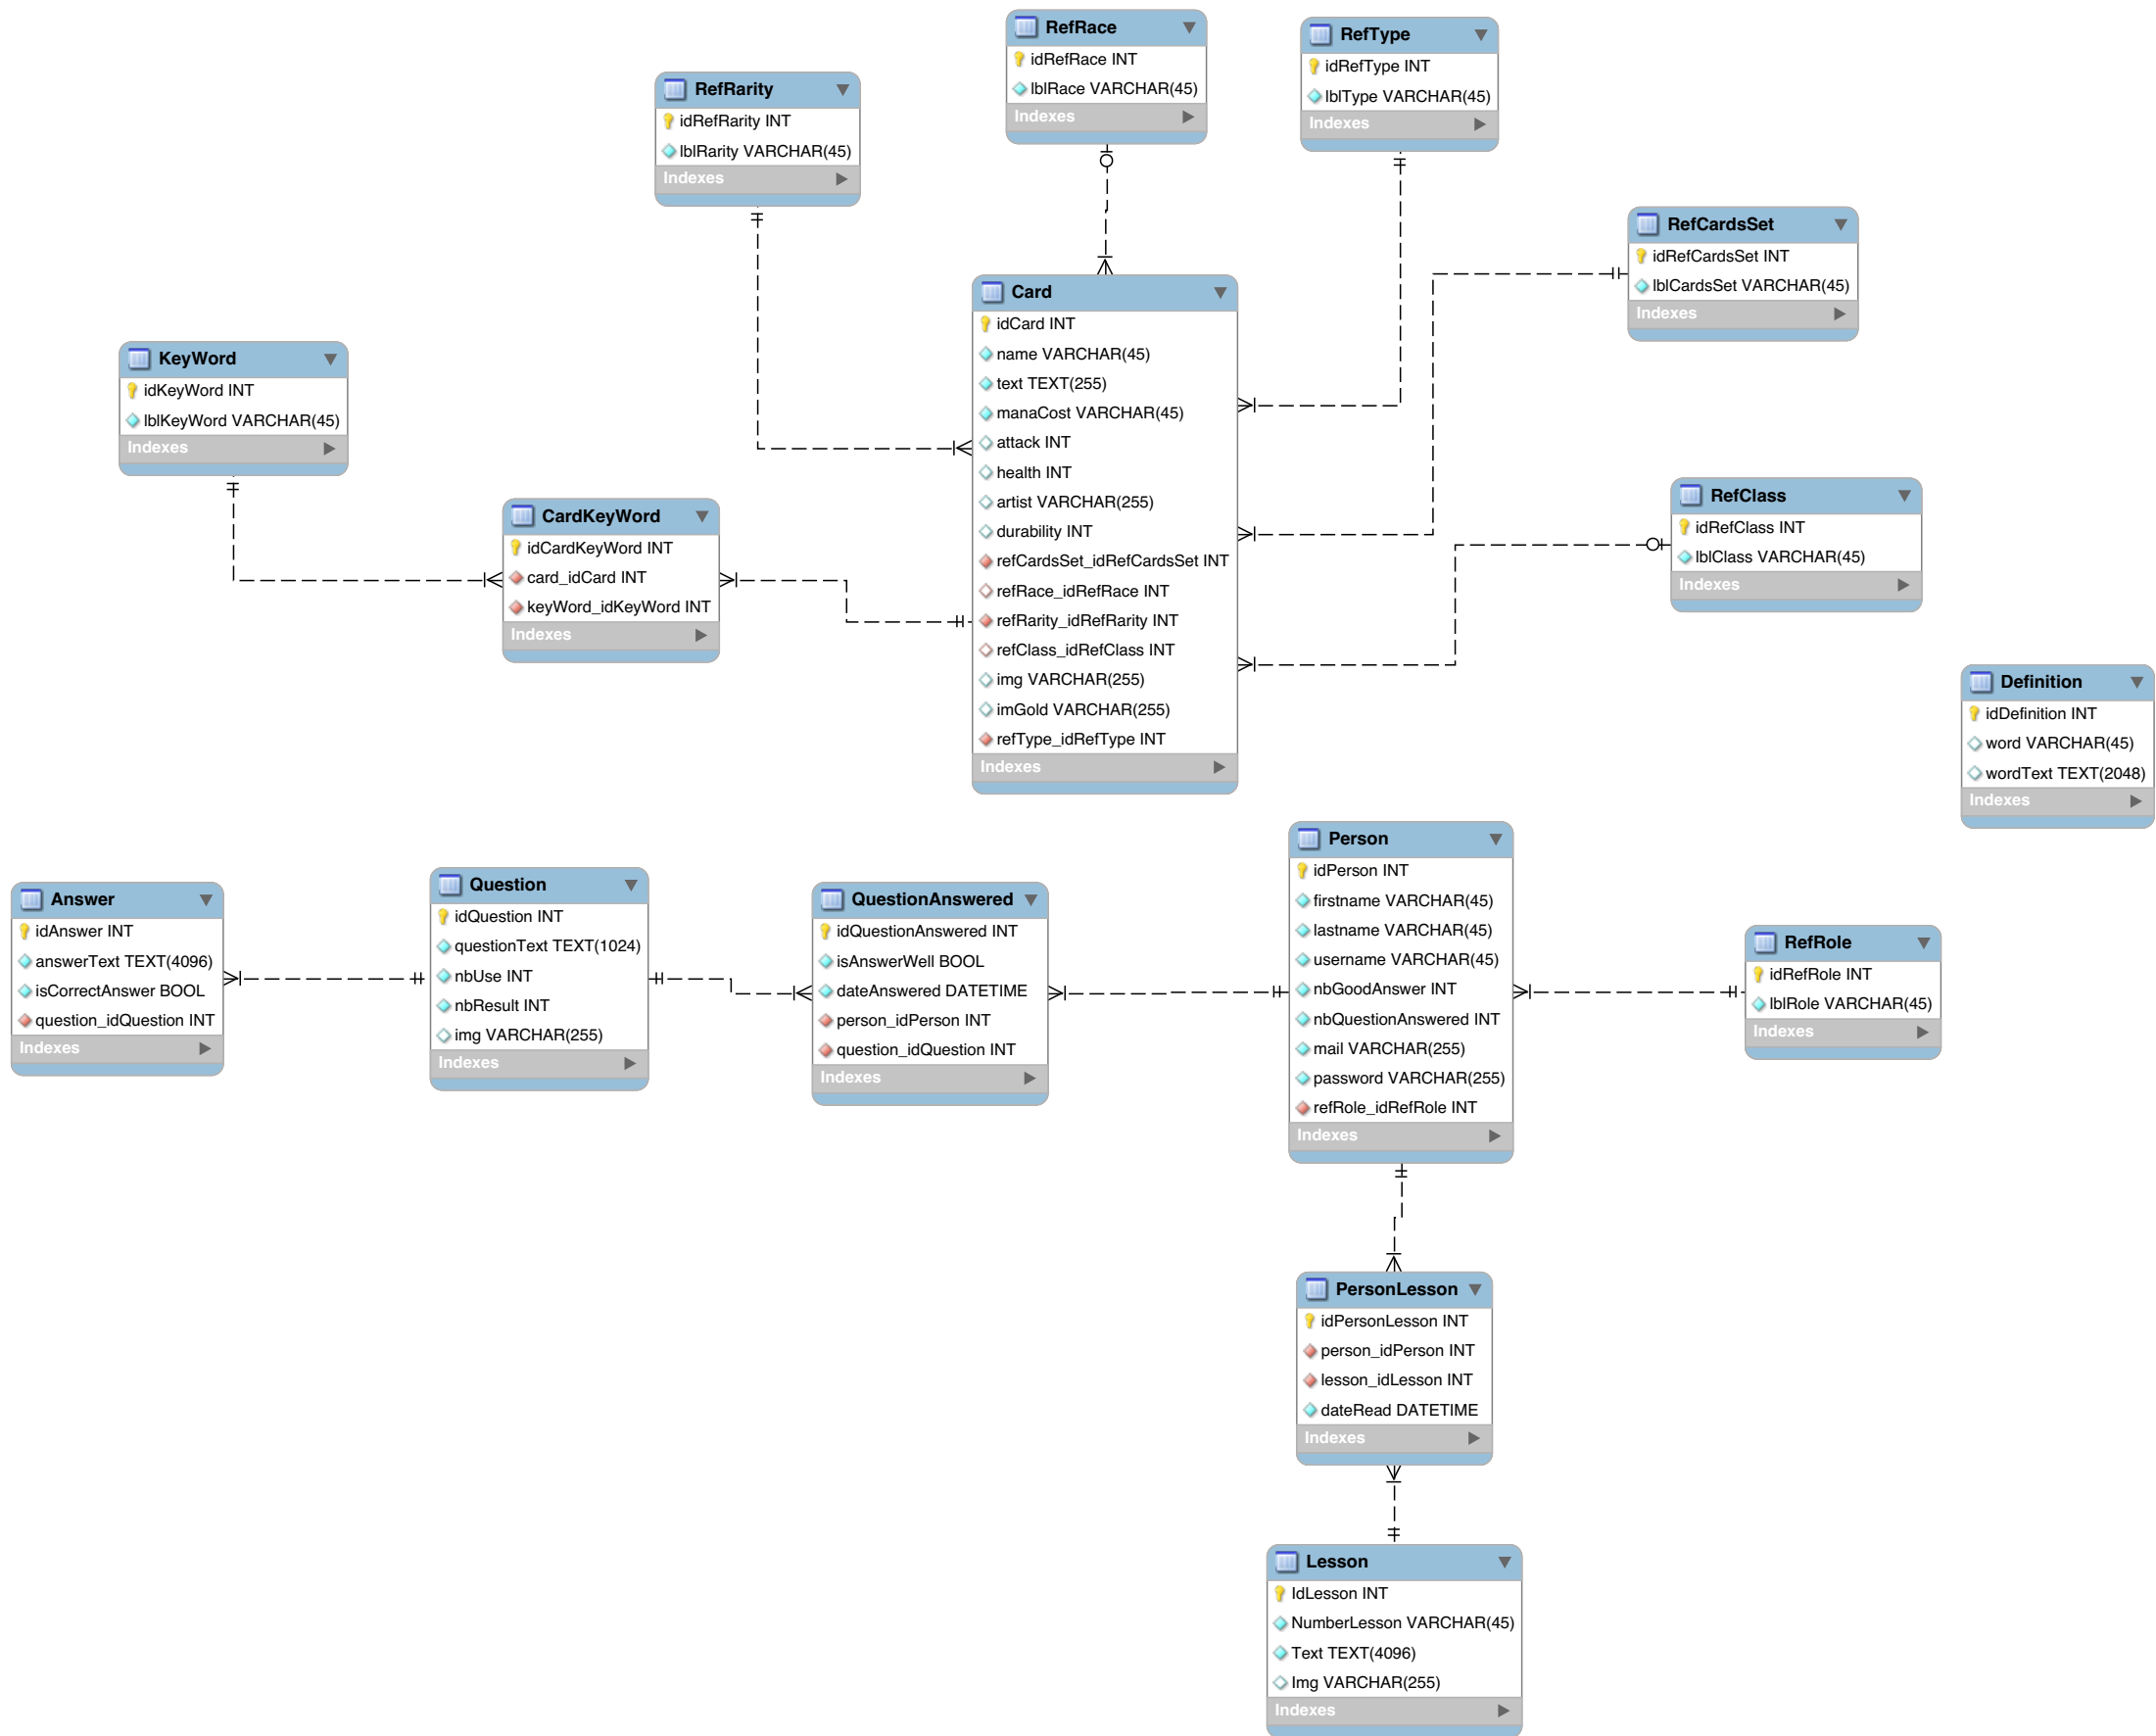 RefRace
idRefRace INT
lblRace VARCHAR(45)
Indexes
RefType
idRefType INT
lblType VARCHAR(45)
Indexes
RefRarity
idRefRarity INT
lblRarity VARCHAR(45)
Indexes
RefCardsSet
idRefCardsSet INT
lblCardsSet VARCHAR(45)
Indexes
Card
idCard INT
name VARCHAR(45)
text TEXT(255)
manaCost VARCHAR(45)
attack INT
health INT
artist VARCHAR(255)
durability INT
refCardsSet_idRefCardsSet INT
refRace_idRefRace INT
refRarity_idRefRarity INT
refClass_idRefClass INT
img VARCHAR(255)
imGold VARCHAR(255)
refType_idRefType INT
Indexes
KeyWord
idKeyWord INT
lblKeyWord VARCHAR(45)
Indexes
CardKeyWord
idCardKeyWord INT
card_idCard INT
keyWord_idKeyWord INT
Indexes
RefClass
idRefClass INT
lblClass VARCHAR(45)
Indexes
Definition
idDefinition INT
word VARCHAR(45)
wordText TEXT(2048)
Indexes
Answer
idAnswer INT
answerText TEXT(4096)
isCorrectAnswer BOOL
question_idQuestion INT
Indexes
Question
idQuestion INT
questionText TEXT(1024)
nbUse INT
nbResult INT
img VARCHAR(255)
Indexes
QuestionAnswered
idQuestionAnswered INT
isAnswerWell BOOL
dateAnswered DATETIME
person_idPerson INT
question_idQuestion INT
Indexes
Person
idPerson INT
firstname VARCHAR(45)
lastname VARCHAR(45)
username VARCHAR(45)
nbGoodAnswer INT
nbQuestionAnswered INT
mail VARCHAR(255)
password VARCHAR(255)
refRole_idRefRole INT
Indexes
RefRole
idRefRole INT
lblRole VARCHAR(45)
Indexes
PersonLesson
idPersonLesson INT
person_idPerson INT
lesson_idLesson INT
dateRead DATETIME
Indexes
Lesson
IdLesson INT
NumberLesson VARCHAR(45)
Text TEXT(4096)
Img VARCHAR(255)
Indexes